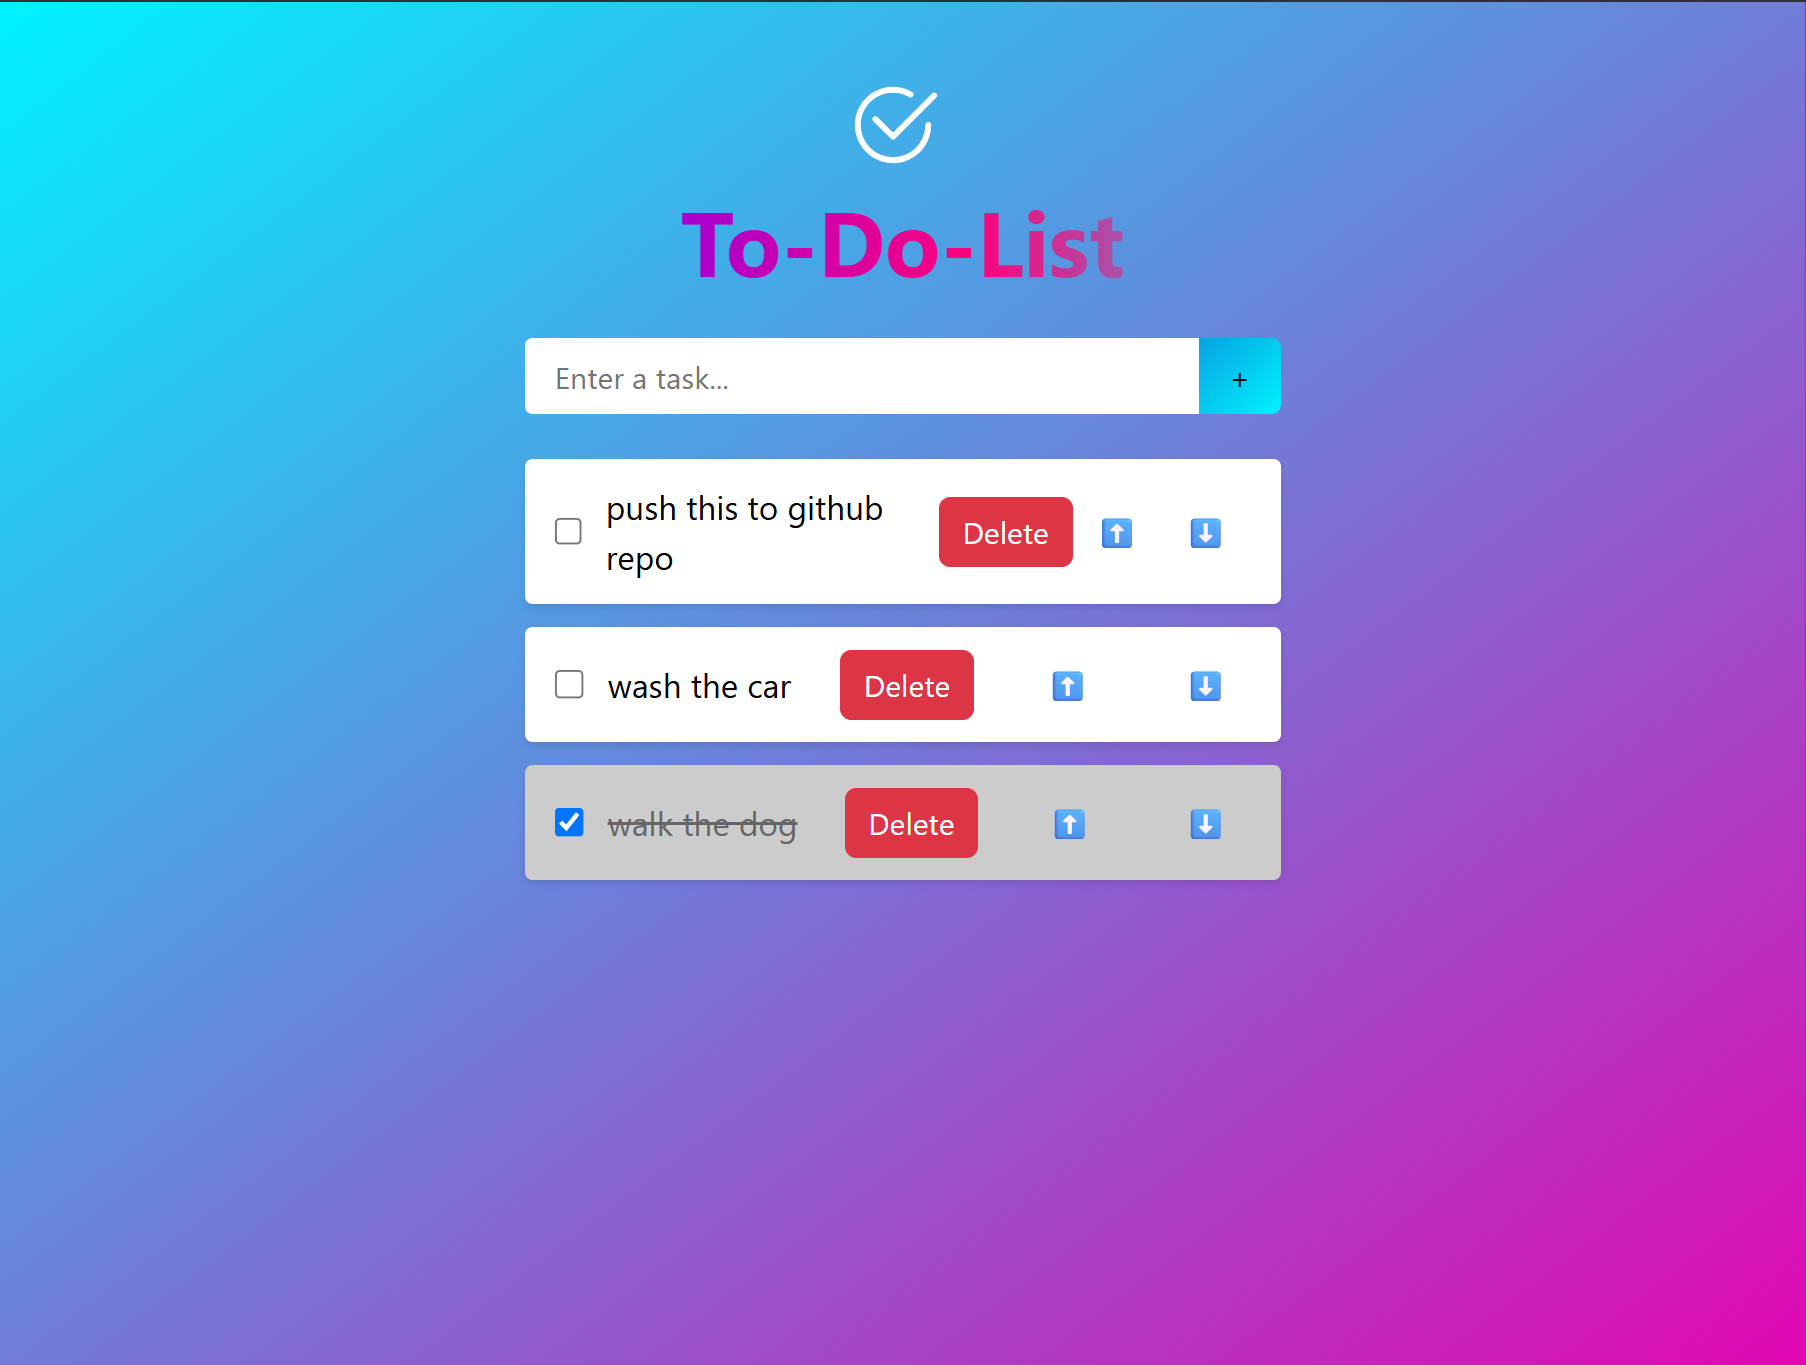 To-Do-List
Enter a task...
+
push this to github
repo
Delete ⬆️ ⬇️
wash the car Delete ⬆️ ⬇️
walk the dog Delete ⬆️ ⬇️